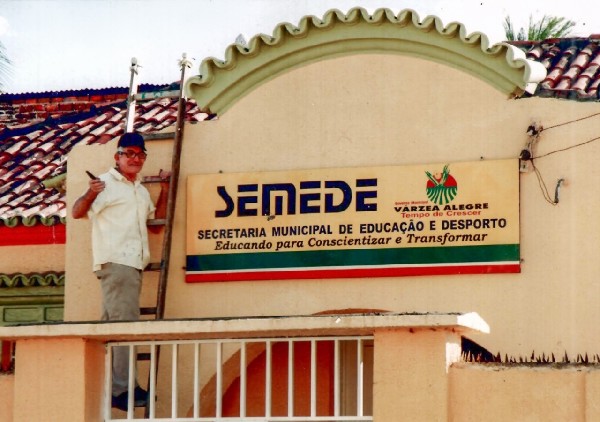 SEMEDE
VÁRZEA ALEGRE
Tempo de Crescer
SECRETARIA MUNICIPAL DE EDUCAÇÃO E DESPORTO
Educando para Conscientizar e Transformar